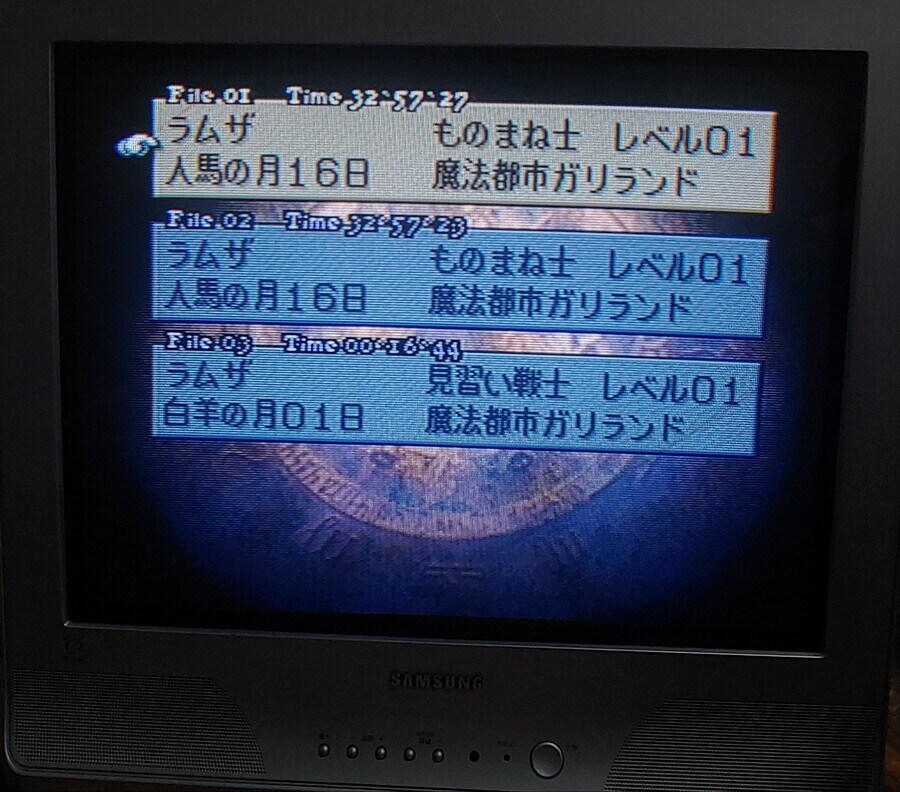 File 01 Time 32:57:27
ラムザ ものまね士 レベル01
人馬の月16日 魔法都市ガリランド
File 02 Time 32:57:23
ラムザ ものまね士 レベル01
人馬の月16日 魔法都市ガリランド
File 03 Time 00:16:44
ラムザ 見習い戦士 レベル01
白羊の月01日 魔法都市ガリランド
SAMSUNG